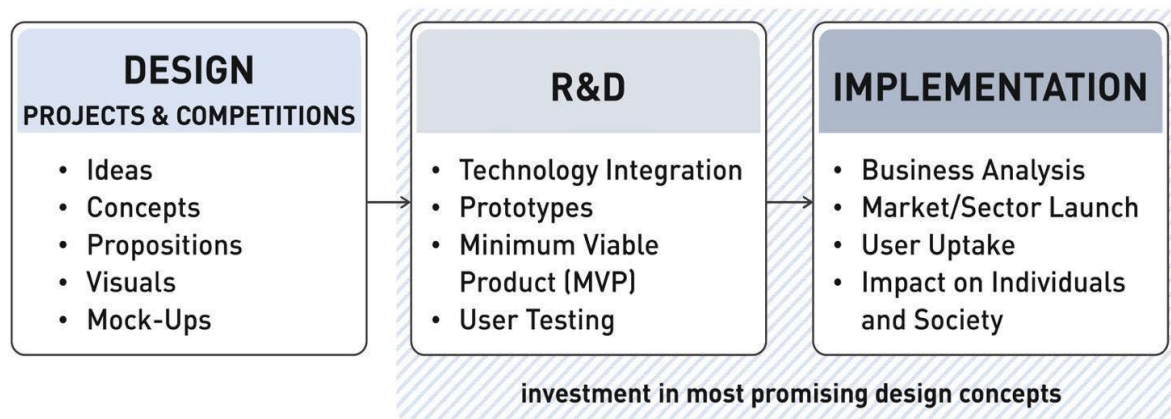 DESIGN
PROJECTS & COMPETITIONS
• Ideas
• Concepts
• Propositions
• Visuals
• Mock-Ups
R&D
• Technology Integration
• Prototypes
• Minimum Viable
Product (MVP)
• User Testing
IMPLEMENTATION
• Business Analysis
• Market/Sector Launch
• User Uptake
• Impact on Individuals
and Society
investment in most promising design concepts